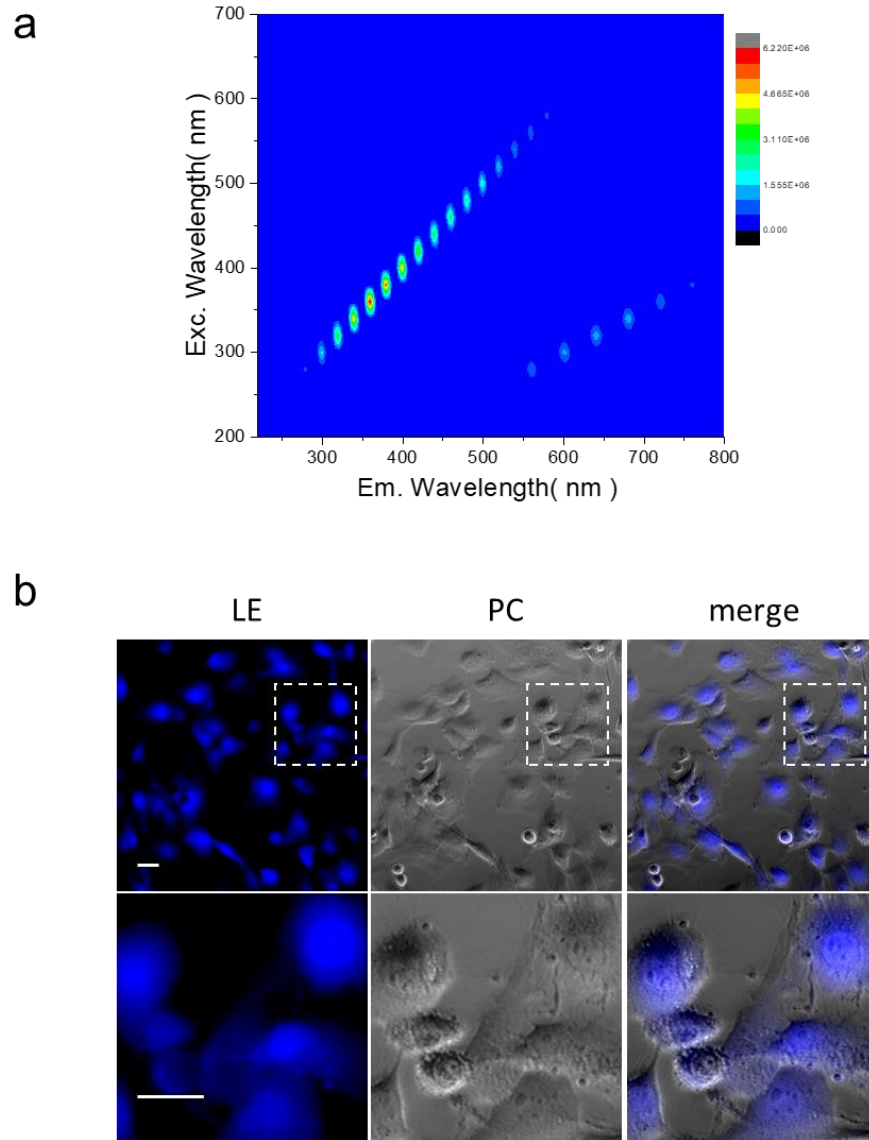 a
700
600
500
400
300
200
Exc. Wavelength( nm )
300 400 500 600 700 800
Em. Wavelength( nm )
6.220E+06
4.665E+06
3.110E+06
1.555E+06
0.000
b
LE PC merge